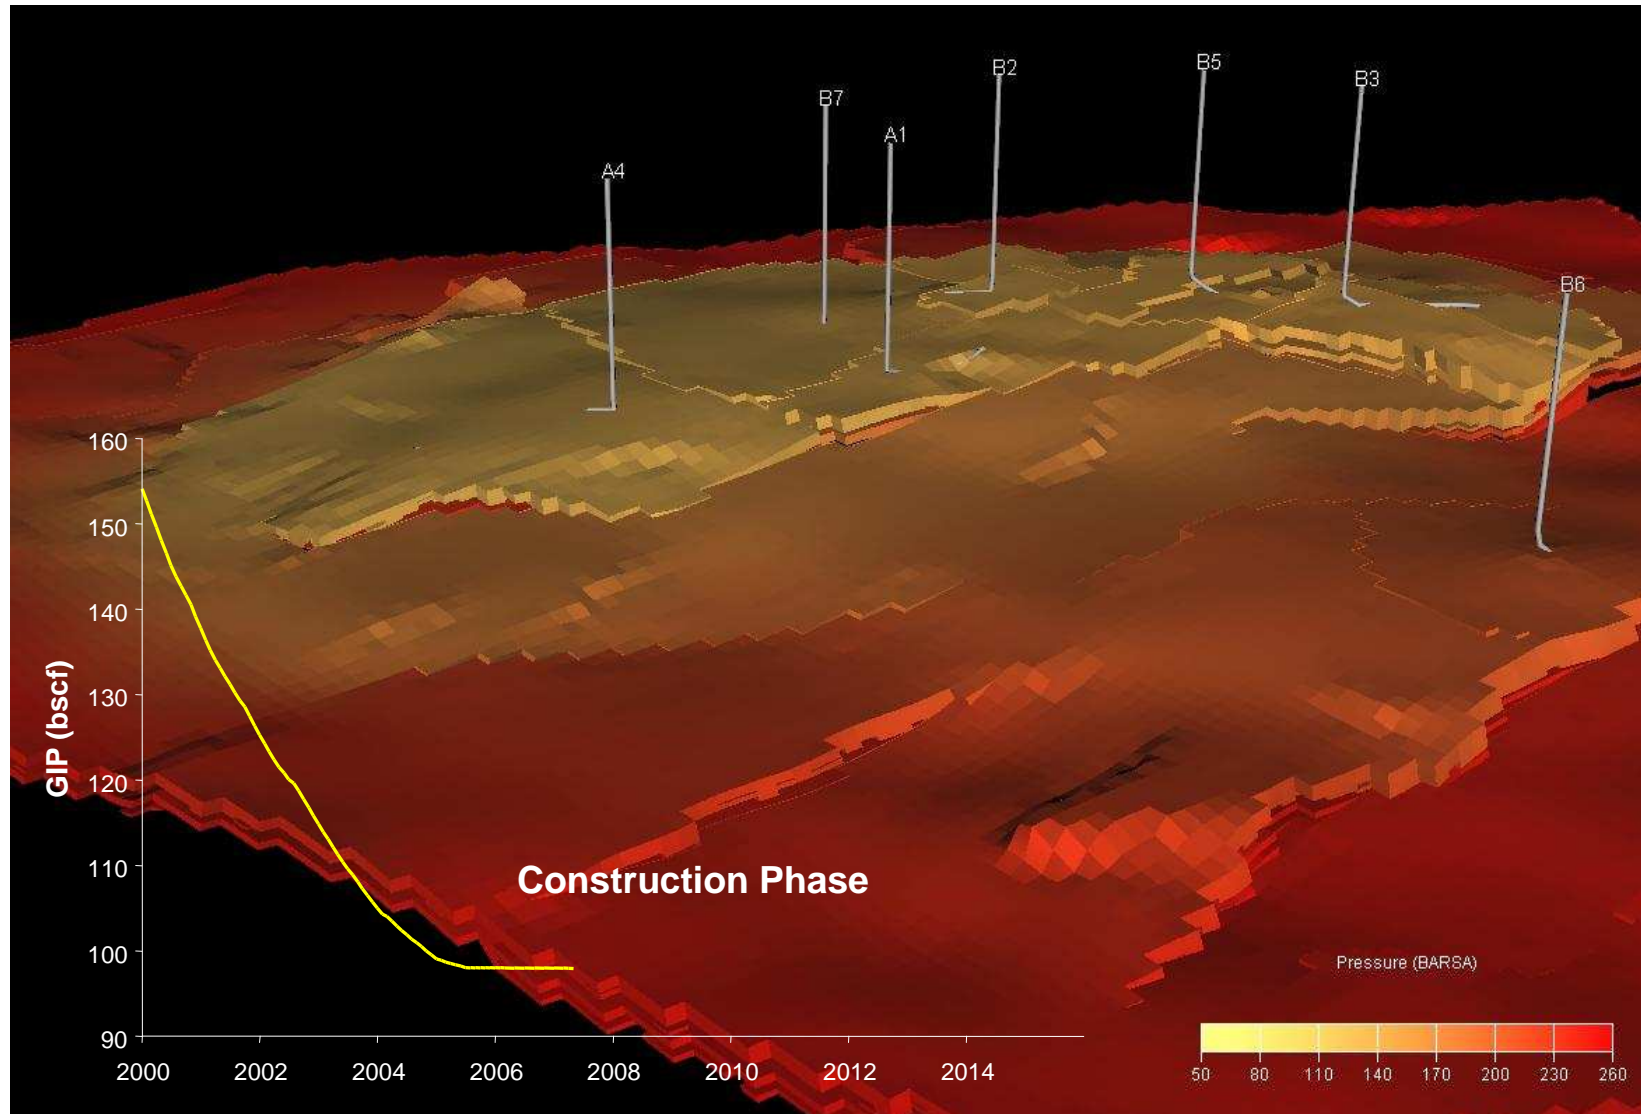 B2
B5
B3
B7
A1
A4
B6
160
150
140
130
120
110
100
90
GIP (bscf)
Construction Phase
2000 2002 2004 2006 2008 2010 2012 2014
Pressure (BARSA)
50 80 110 140 170 200 230 260